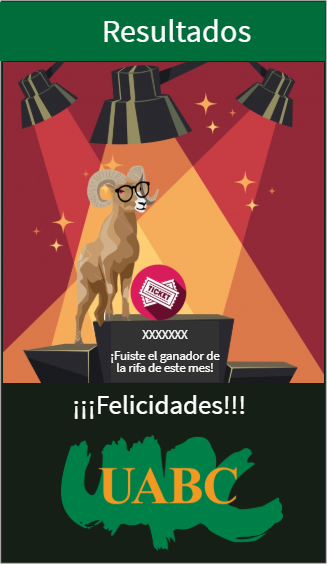 Resultados
TICKET
XXXXXXX
¡Fuiste el ganador de
la rifa de este mes!
¡¡¡Felicidades!!!
UABC